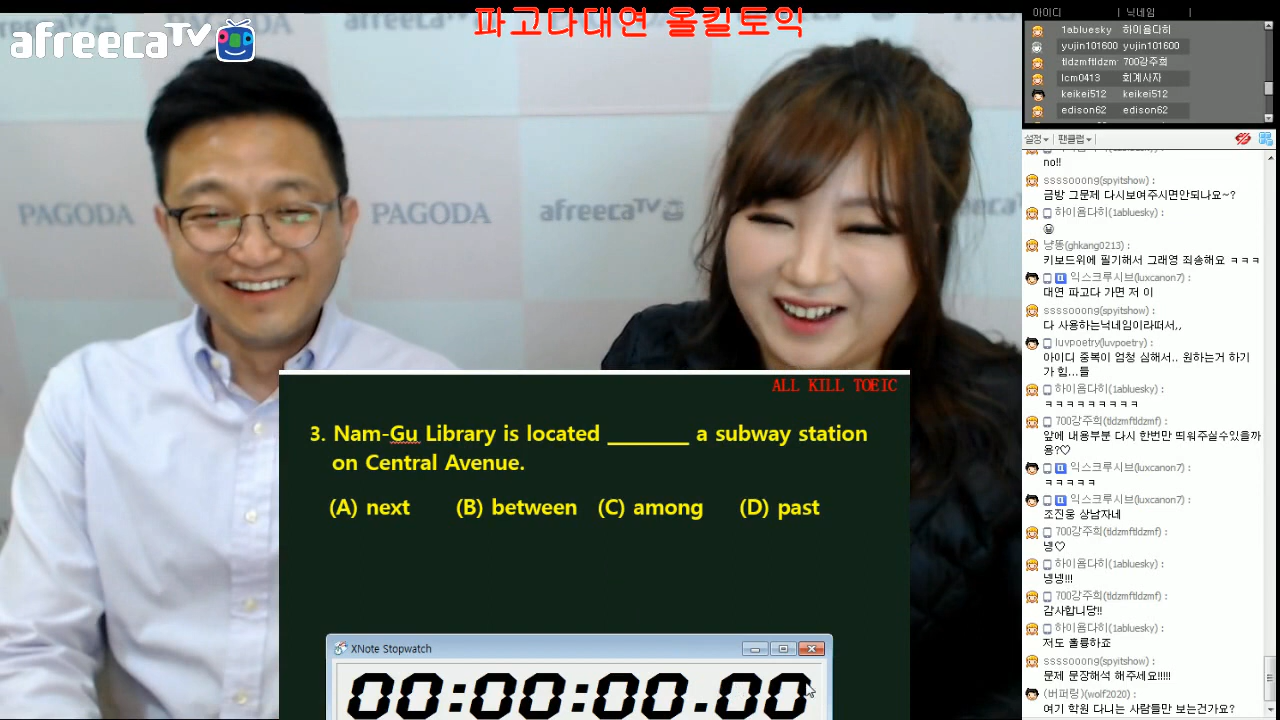 afreecaTV
파고다대연 올킬토익
PAGODA
PAGODA
afreecaTV
ALL KILL TOEIC
3. Nam-Gu Library is located _______ a subway station
on Central Avenue.
(A) next (B) between (C) among (D) past
XNote Stopwatch
00:00:00.00
아이디 | 닉네임 |
1abluesky 하이욤다히
yujin101600 yujin101600
tldzmftldzm 700강주희
lcm0413 회계사자
keikei512 keikei512
edison62 edison62
설정 팬클럽
no!!
ssssooong(spyitshow) :
금방 그문제 다시보여주시면안되나요~?
하이욤다히(1abluesky) :
냥똥(ghkang0213) :
키보드위에 필기해서 그래영 죄송해요 ㅋㅋㅋ
익스크루시브(luxcanon7) :
대연 파고다 가면 저 이
ssssooong(spyitshow) :
다 사용하는닉네임이라떠서,,
luvpoetry(luvpoetry) :
아이디 중복이 엄청 심해서.. 원하는거 하기
가 힘...들
하이욤다히(1abluesky) :
ㅋㅋㅋㅋㅋㅋㅋㅋㅋ
700강주희(tldzmftldzmf) :
앞에 내용부분 다시 한번만 띄워주실수있을까
용?♡
익스크루시브(luxcanon7) :
ㅋㅋㅋㅋㅋ
익스크루시브(luxcanon7) :
조진웅 상남자네
700강주희(tldzmftldzmf) :
넹♡
하이욤다히(1abluesky) :
넹넹!!!
700강주희(tldzmftldzmf) :
감사합니당!!
하이욤다히(1abluesky) :
저도 훌륭하죠
ssssooong(spyitshow) :
문제 문장해석 해주세요!!!!!
(버퍼링)(wolf2020) :
여기 학원 다니는 사람들만 보는건가요?